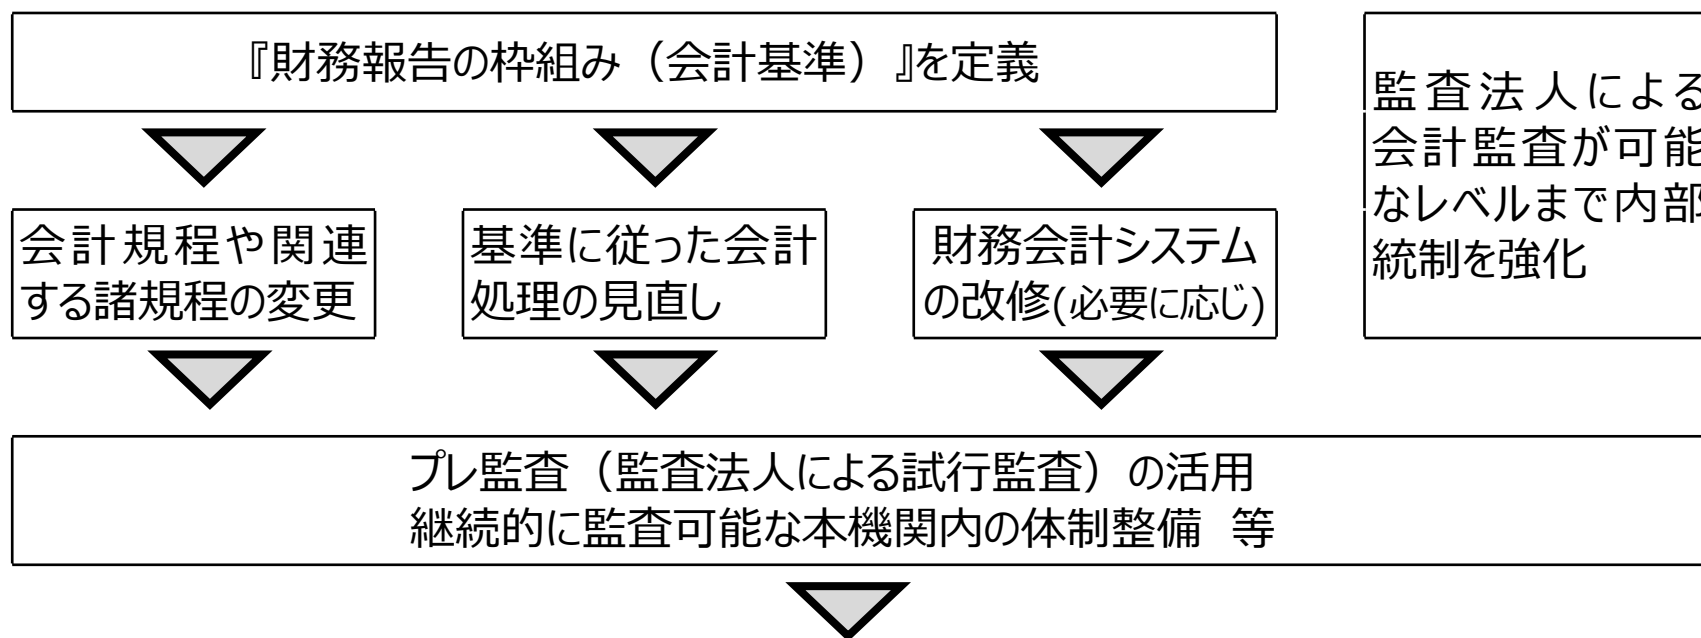 『財務報告の枠組み（会計基準）』を定義
監査法人による
会計監査が可能
なレベルまで内部
統制を強化
会計規程や関連
する諸規程の変更
基準に従った会計
処理の見直し
財務会計システム
の改修(必要に応じ)
プレ監査（監査法人による試行監査）の活用
継続的に監査可能な本機関内の体制整備　等